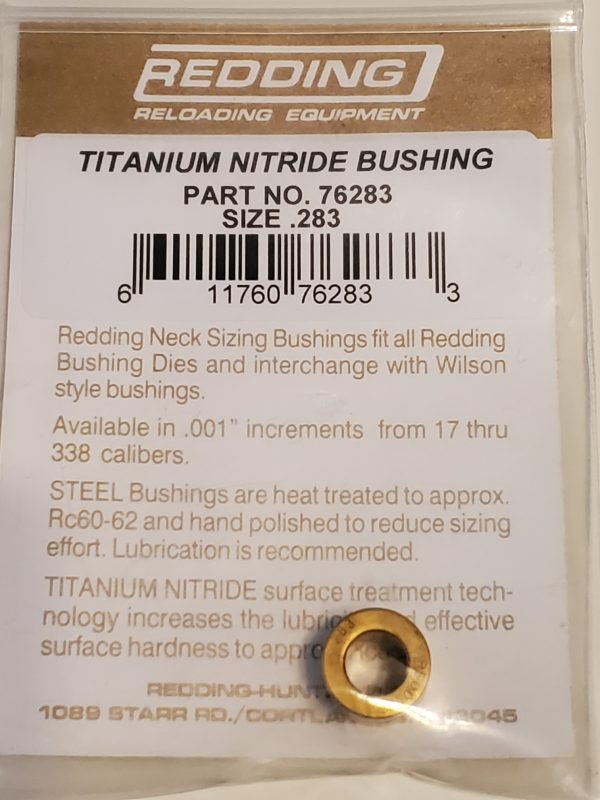 REDDING
RELOADING EQUIPMENT
TITANIUM NITRIDE BUSHING
PART NO. 76283
SIZE .283
6 11760 76283 3
Redding Neck Sizing Bushings fit all Redding
Bushing Dies and interchange with Wilson
style bushings.
Available in .001” increments from 17 thru
338 calibers.
STEEL Bushings are heat treated to approx.
Rc60-62 and hand polished to reduce sizing
effort. Lubrication is recommended.
TITANIUM NITRIDE surface treatment tech-
nology increases the effective
surface hardness to
1089 STARR RD./